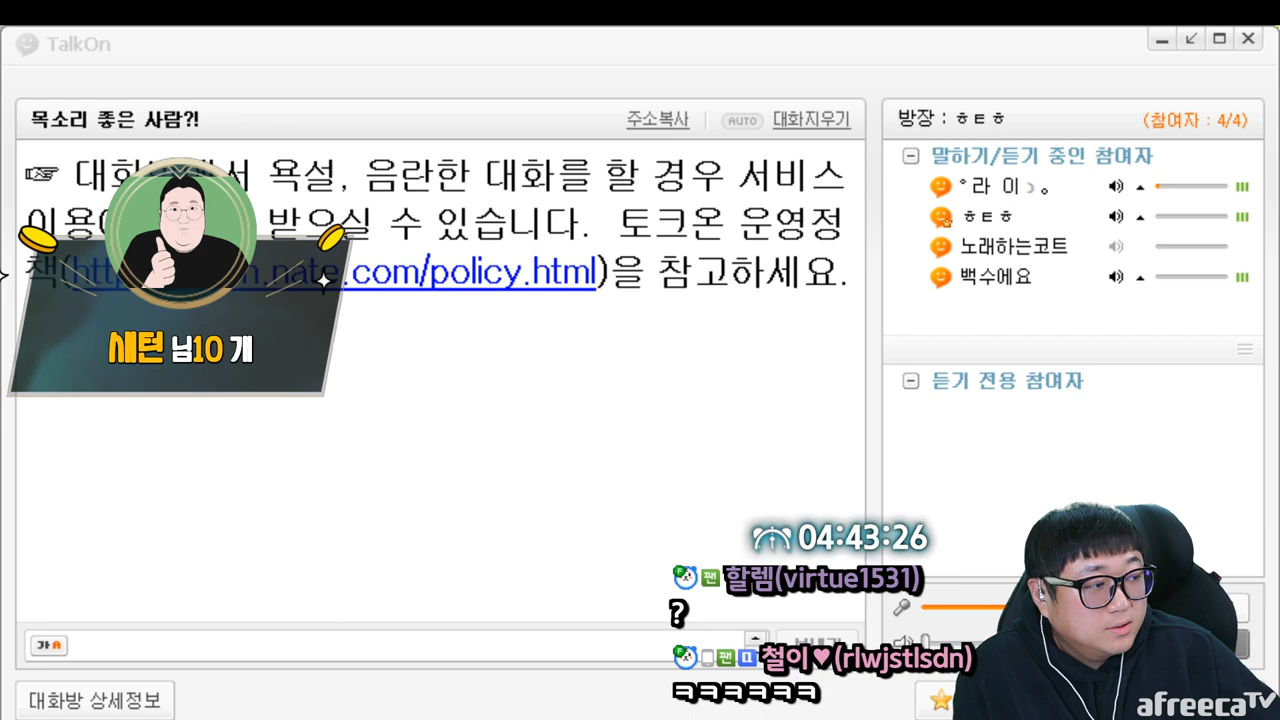 TalkOn
목소리 좋은 사람?!
주소복사
AUTO
대화지우기
☞ 대화 서 욕설, 음란한 대화를 할 경우 서비스
이용 받으실 수 있습니다. 토크온 운영정
책( .nate.com/policy.html)을 참고하세요.
세턴 님10 개
방장 : ㅎㅌㅎ
(참여자 : 4/4)
말하기/듣기 중인 참여자
˚라 이☽。
ㅎㅌㅎ
노래하는코트
백수에요
듣기 전용 참여자
04:43:26
F 팬 할렘(virtue1531)
?
F 팬 철이♥(rlwjstlsdn)
ㅋㅋㅋㅋㅋㅋ
가
대화방 상세정보
afreecaTV